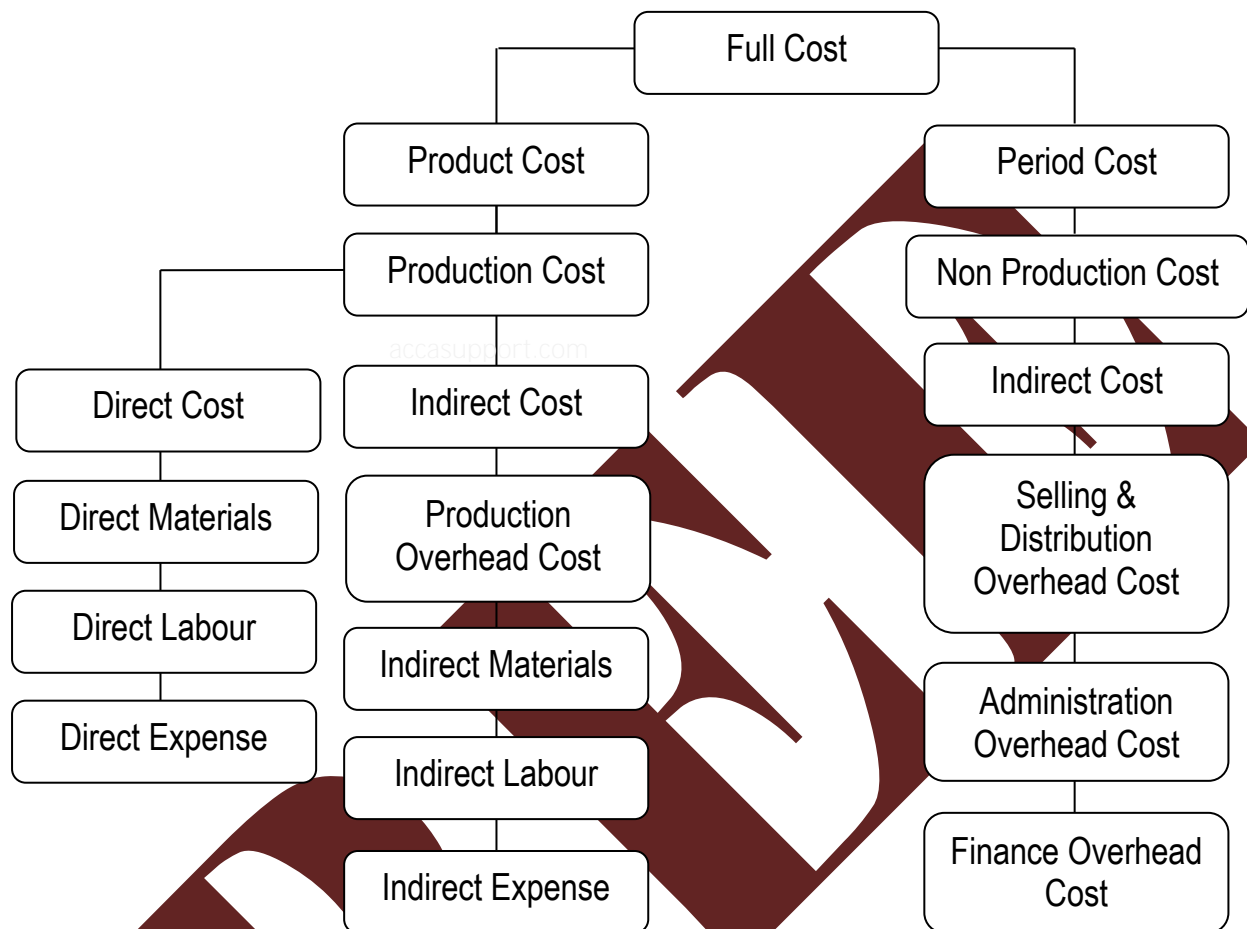 Full Cost
Product Cost
Period Cost
Production Cost
Non Production Cost
accasupport.com
Direct Cost
Indirect Cost
Indirect Cost
Direct Materials
Production
Overhead Cost
Selling &
Distribution
Overhead Cost
Direct Labour
Indirect Materials
Administration
Overhead Cost
Direct Expense
Indirect Labour
Finance Overhead
Cost
Indirect Expense